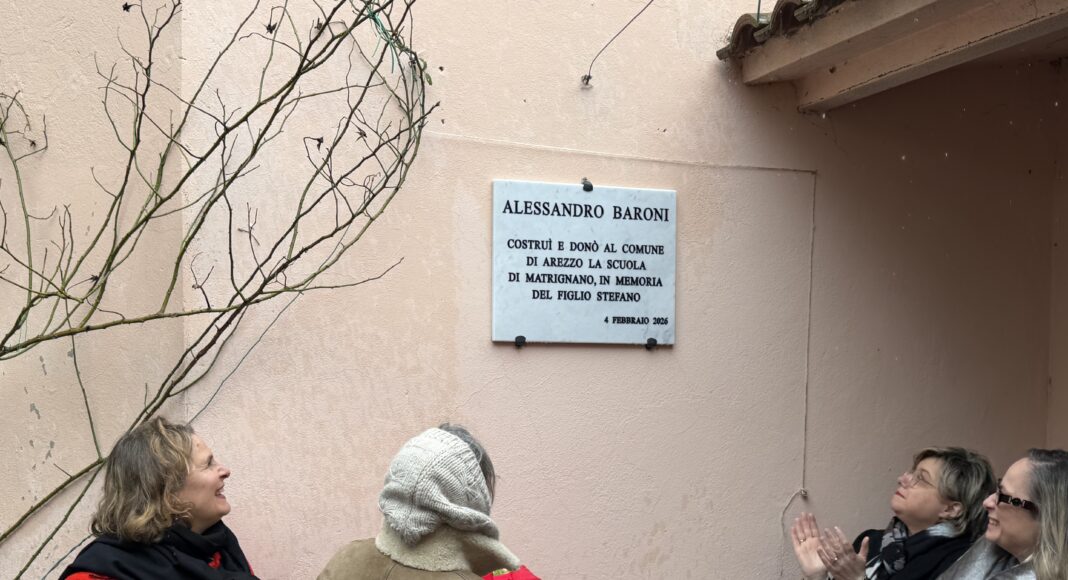 ALESSANDRO BARONI
COSTRUÌ E DONÒ AL COMUNE
DI AREZZO LA SCUOLA
DI MATRIGNANO, IN MEMORIA
DEL FIGLIO STEFANO
4 FEBBRAIO 2026